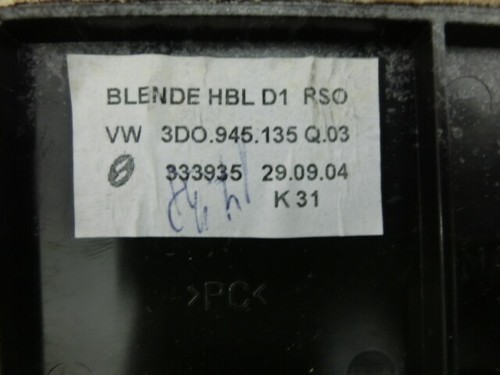 BLENDE HBL D1 RSO
VW 3DO.945.135 Q.03
333935 29.09.04
K 31
>PC<